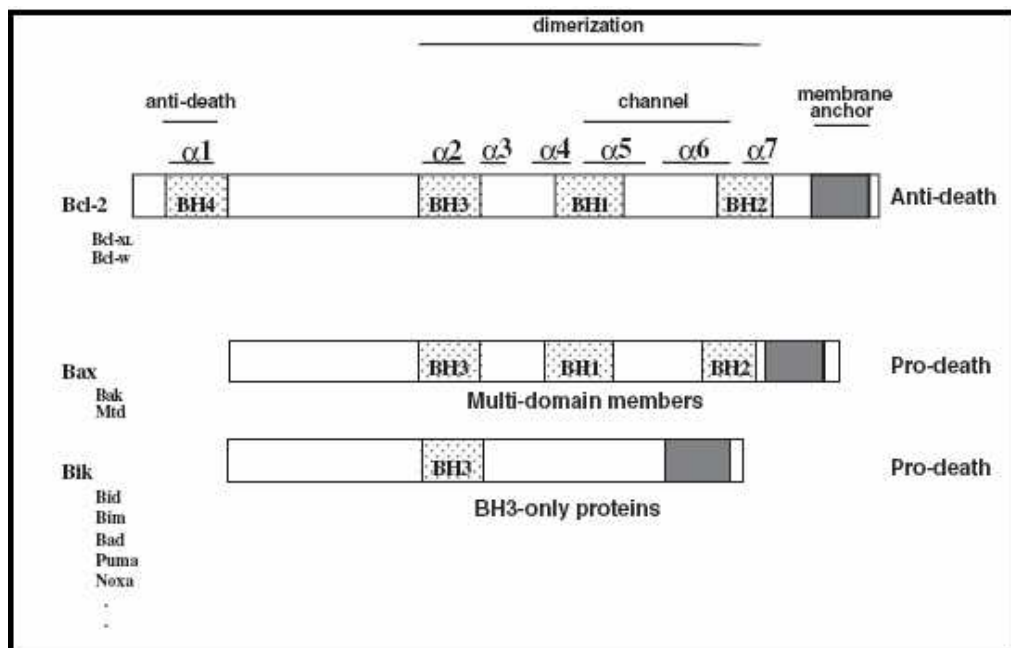 dimerization
anti-death channel membrane anchor
α1 α2 α3 α4 α5 α6 α7
Bcl-2 BH4 BH3 BH1 BH2 Anti-death
Bcl-xL
Bcl-w
Bax BH3 BH1 BH2 Pro-death
Bak
Mtd
Multi-domain members
Bik BH3 Pro-death
Bid
Bim
Bad
Puma
Noxa
.
.
BH3-only proteins